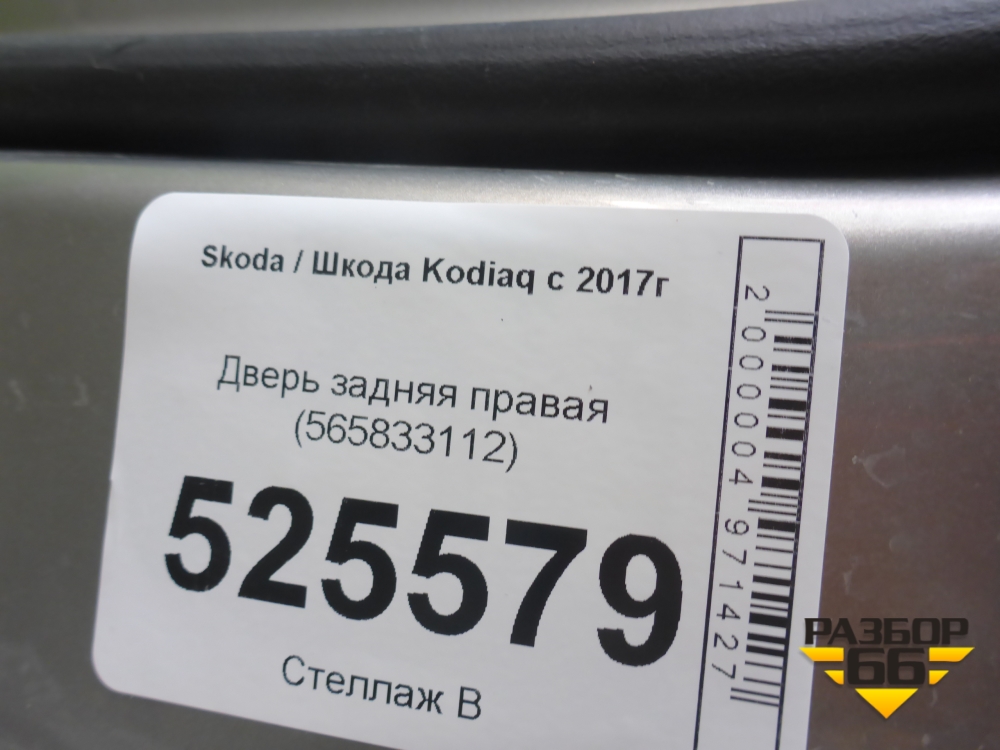 Skoda / Шкода Kodiaq с 2017г
Дверь задняя правая
(565833112)
525579
Стеллаж В
2000004971427
РАЗБОР
66